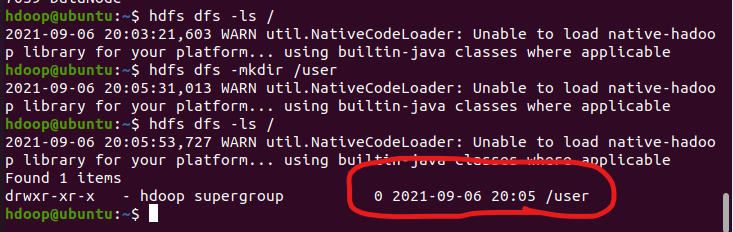 hdoop@ubuntu:~$ hdfs dfs -ls /
2021-09-06 20:03:21,603 WARN util.NativeCodeLoader: Unable to load native-hadoo
p library for your platform... using builtin-java classes where applicable
hdoop@ubuntu:~$ hdfs dfs -mkdir /user
2021-09-06 20:05:31,013 WARN util.NativeCodeLoader: Unable to load native-hadoo
p library for your platform... using builtin-java classes where applicable
hdoop@ubuntu:~$ hdfs dfs -ls /
2021-09-06 20:05:53,727 WARN util.NativeCodeLoader: Unable to load native-hadoo
p library for your platform... using builtin-java classes where applicable
Found 1 items
drwxr-xr-x   - hdoop supergroup          0 2021-09-06 20:05 /user
hdoop@ubuntu:~$